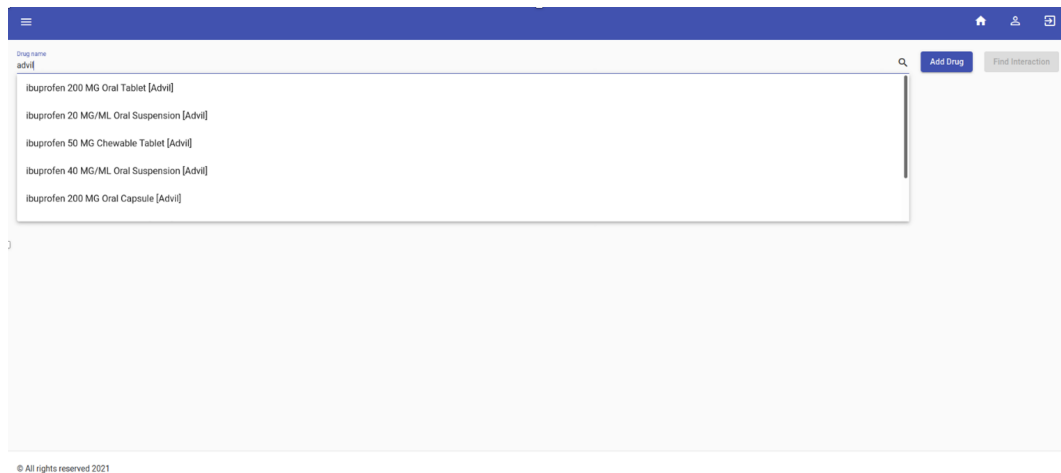 Drug name
advil
Add Drug
Find Interaction
ibuprofen 200 MG Oral Tablet [Advil]
ibuprofen 20 MG/ML Oral Suspension [Advil]
ibuprofen 50 MG Chewable Tablet [Advil]
ibuprofen 40 MG/ML Oral Suspension [Advil]
ibuprofen 200 MG Oral Capsule [Advil]
© All rights reserved 2021